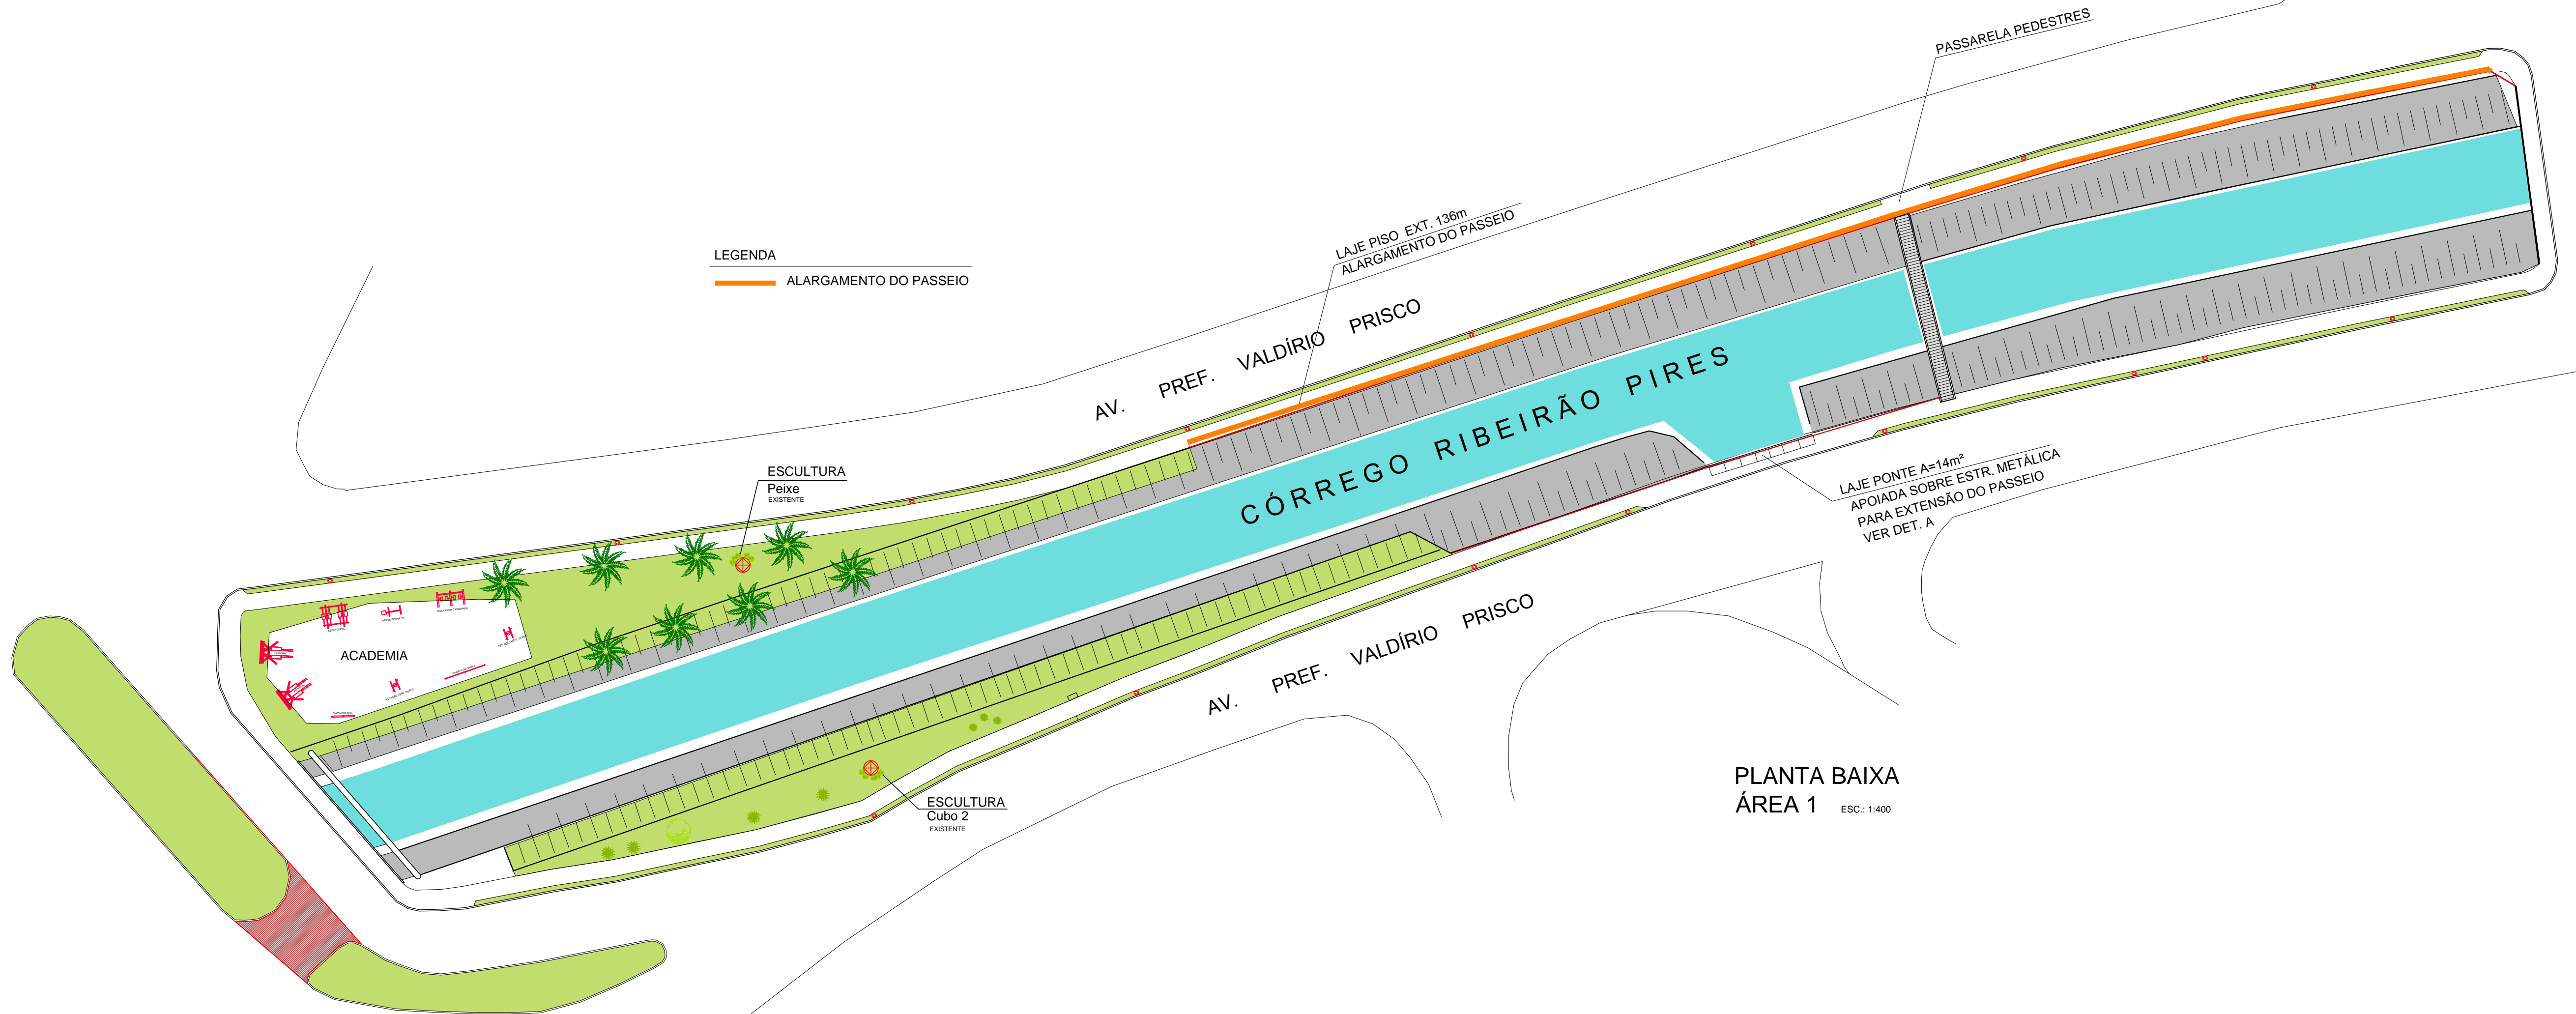 PASSARELA PEDESTRES
LAJE PISO EXT. 136m
ALARGAMENTO DO PASSEIO
LEGENDA
ALARGAMENTO DO PASSEIO
AV. PREF. VALDÍRIO PRISCO
CÓRREGO RIBEIRÃO PIRES
ESCULTURA
Peixe
EXISTENTE
LAJE PONTE A=14m²
APOIADA SOBRE ESTR. METÁLICA
PARA EXTENSÃO DO PASSEIO
VER DET. A
ACADEMIA
ALONGAMENTO
AV. PREF. VALDÍRIO PRISCO
ESCULTURA
Cubo 2
EXISTENTE
PLANTA BAIXA
ÁREA 1 ESC.: 1:400